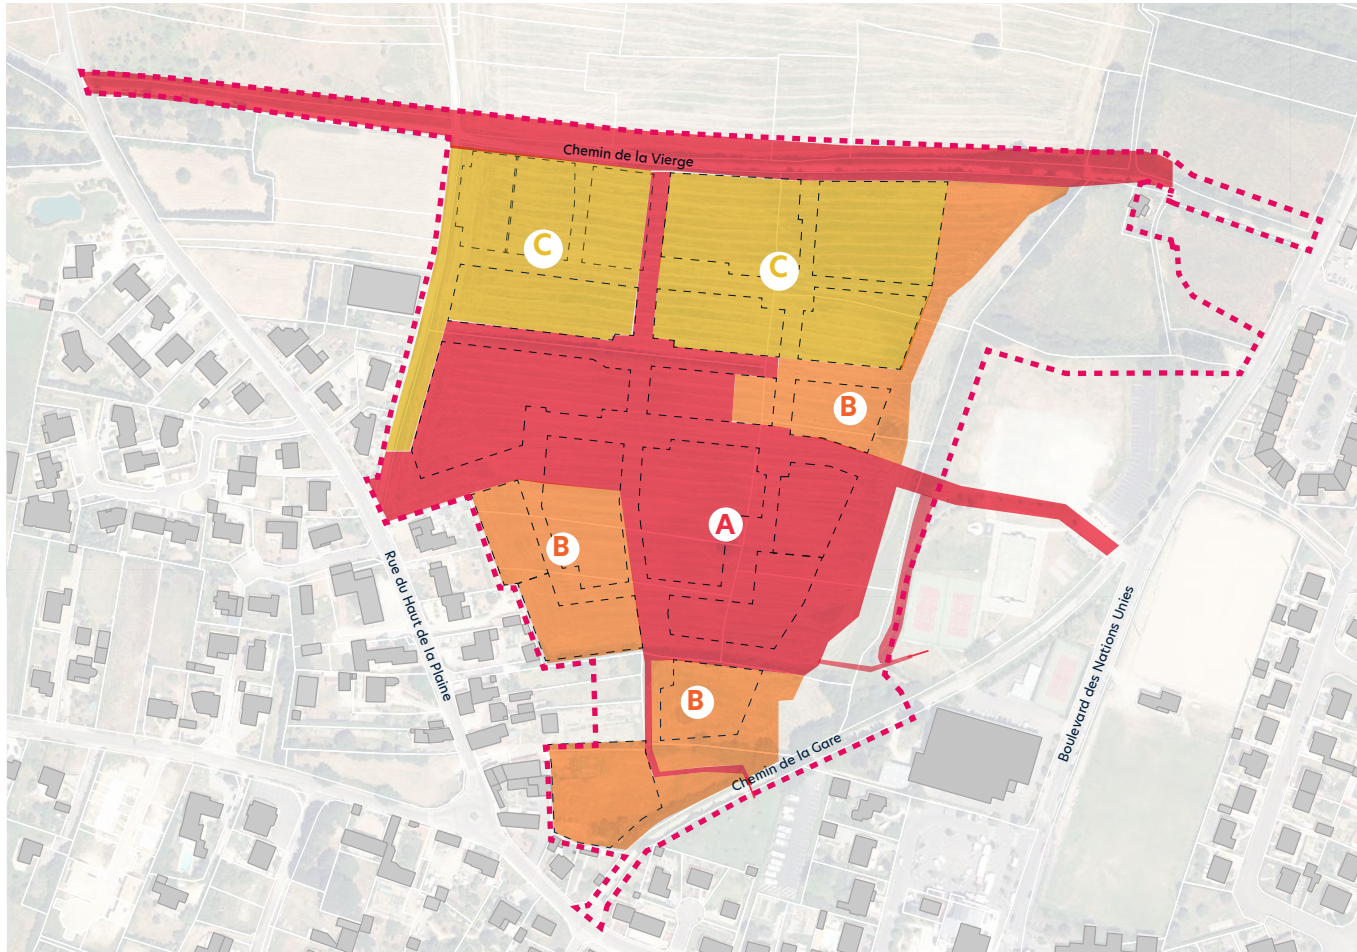 Chemin de la Vierge
C
C
B
A
B
B
Rue du Haut de la Plaine
Boulevard des Nations Unies
Chemin de la Gare